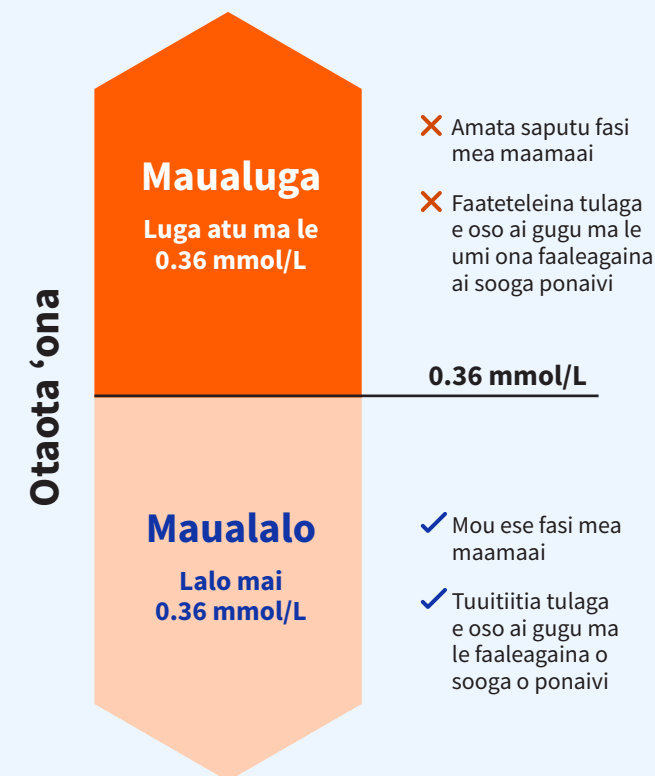 Otaota ‘ona
Maualuga
Luga atu ma le
0.36 mmol/L
Amata saputu fasi
mea maamaai
Faateteleina tulaga
e oso ai gugu ma le
umi ona faaleagaina
ai sooga ponaivi
0.36 mmol/L
Maualalo
Lalo mai
0.36 mmol/L
Mou ese fasi mea
maamaai
Tuuitiitia tulaga
e oso ai gugu ma
le faaleagaina o
sooga o ponaivi